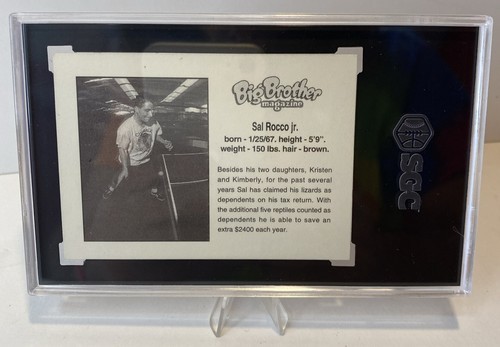 Big Brother
magazine
Sal Rocco jr.
born - 1/25/67. height - 5'9".
weight - 150 lbs. hair - brown.
Besides his two daughters, Kristen
and Kimberly, for the past several
years Sal has claimed his lizards as
dependents on his tax return. With
the additional five reptiles counted as
dependents he is able to save an
extra $2400 each year.
SGC